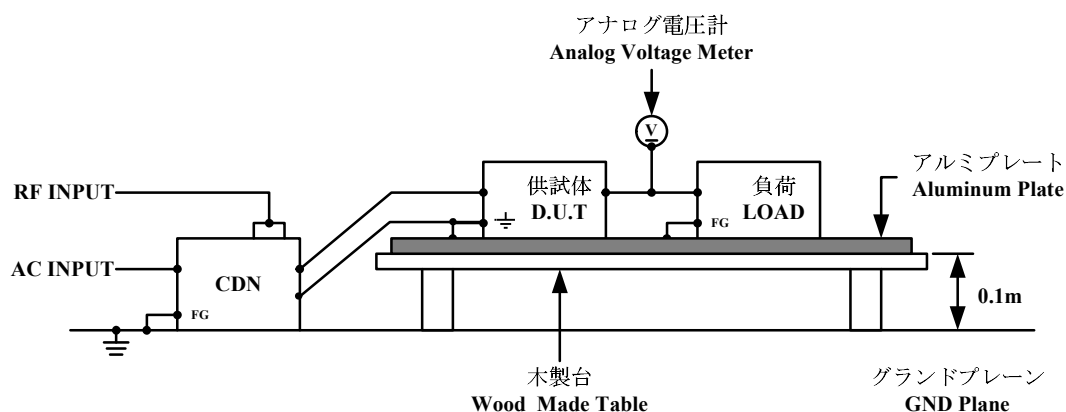 アナログ電圧計
Analog Voltage Meter
V
RF INPUT
供試体
D.U.T
負荷
LOAD
アルミプレート
Aluminum Plate
FG
AC INPUT
CDN
FG
0.1m
木製台
Wood Made Table
グランドプレーン
GND Plane